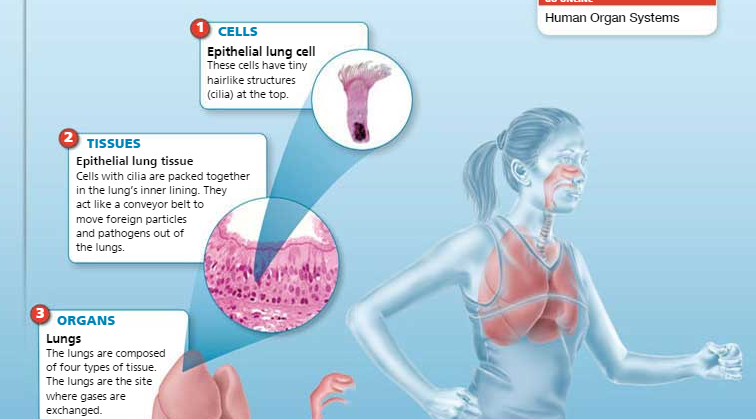 Human Organ Systems
1 CELLS
Epithelial lung cell
These cells have tiny
hairlike structures
(cilia) at the top.
2 TISSUES
Epithelial lung tissue
Cells with cilia are packed together
in the lung's inner lining. They
act like a conveyor belt to
move foreign particles
and pathogens out of
the lungs.
3 ORGANS
Lungs
The lungs are composed
of four types of tissue.
The lungs are the site
where gases are
exchanged.